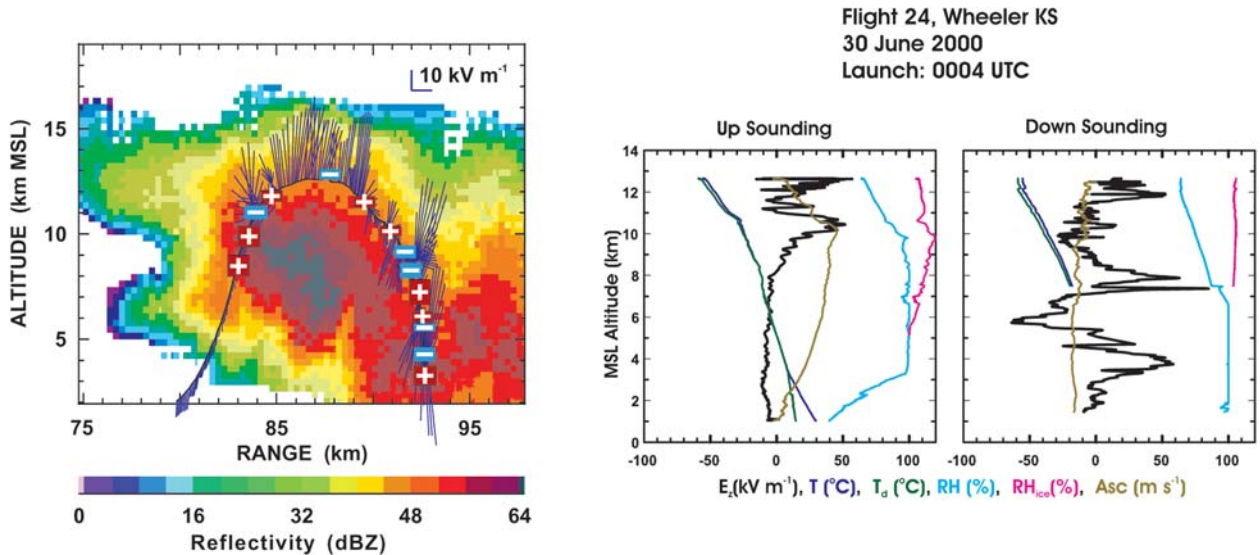 Flight 24, Wheeler KS
30 June 2000
Launch: 0004 UTC
10 kV m⁻¹
ALTITUDE (km MSL)
15
10
5
75 85 95
RANGE (km)
0 16 32 48 64
Reflectivity (dBZ)
Up Sounding
Down Sounding
MSL Altitude (km)
14
12
10
8
6
4
2
0
-100 -50 0 50 100
-100 -50 0 50 100
E_z(kV m⁻¹), T (°C), T_d (°C), RH (%), RH_ice(%), Asc (m s⁻¹)